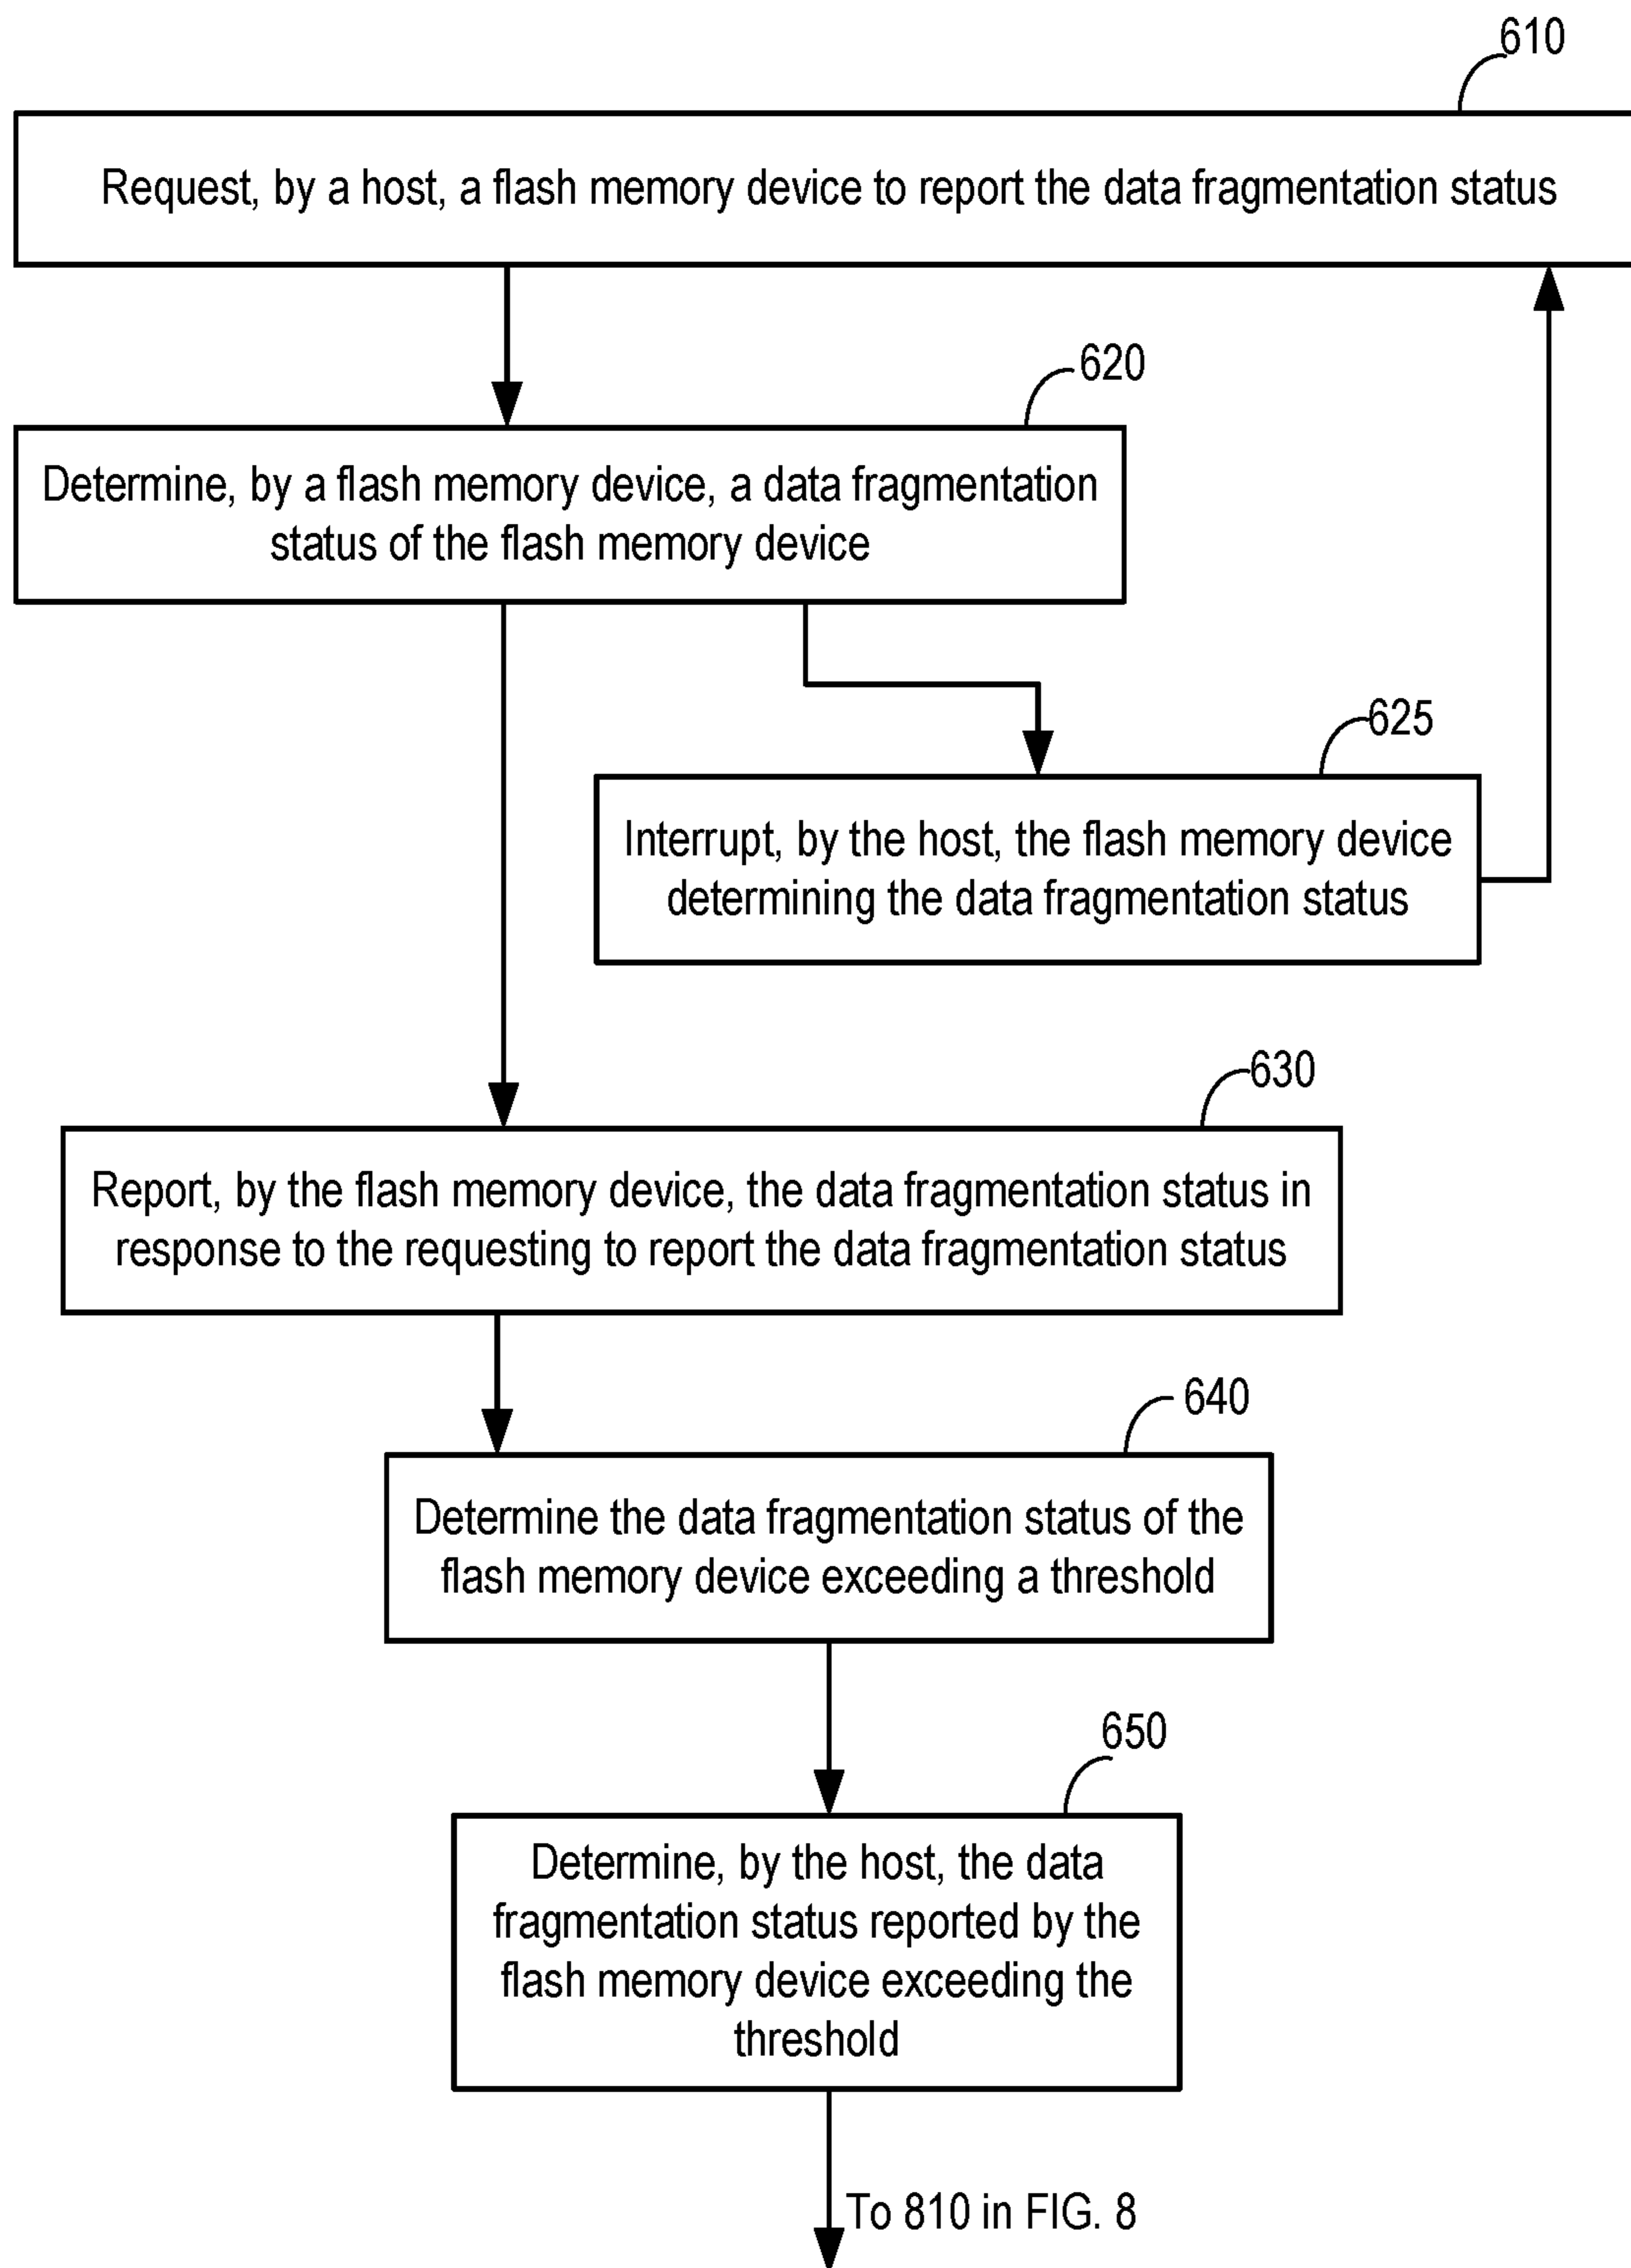 610
Request, by a host, a flash memory device to report the data fragmentation status
620
Determine, by a flash memory device, a data fragmentation
status of the flash memory device
625
Interrupt, by the host, the flash memory device
determining the data fragmentation status
630
Report, by the flash memory device, the data fragmentation status in
response to the requesting to report the data fragmentation status
640
Determine the data fragmentation status of the
flash memory device exceeding a threshold
650
Determine, by the host, the data
fragmentation status reported by the
flash memory device exceeding the
threshold
To 810 in FIG. 8